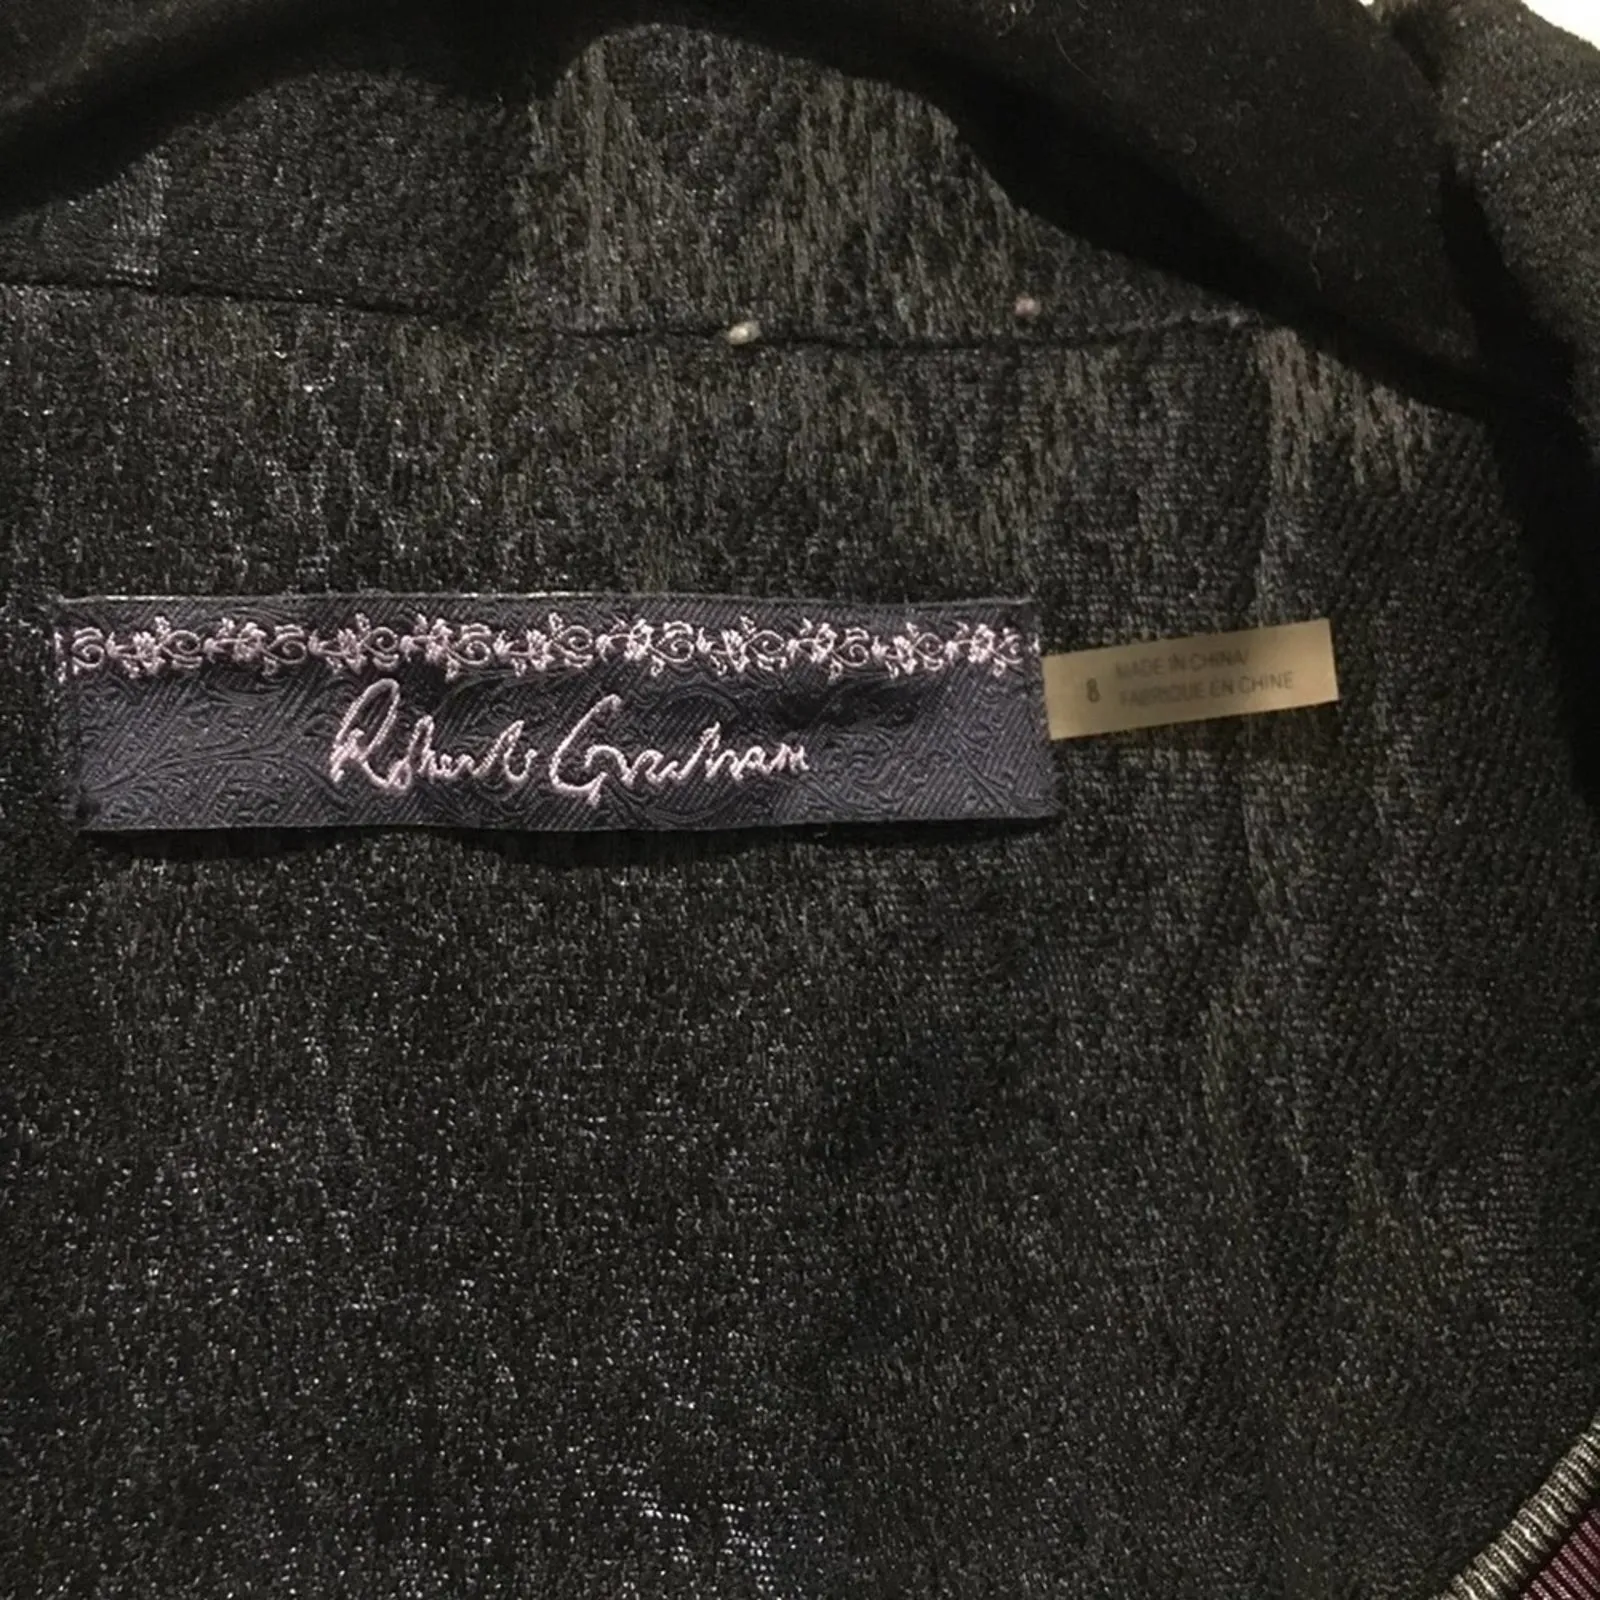 Robert Graham
8
MADE IN CHINA/
FABRIQUE EN CHINE